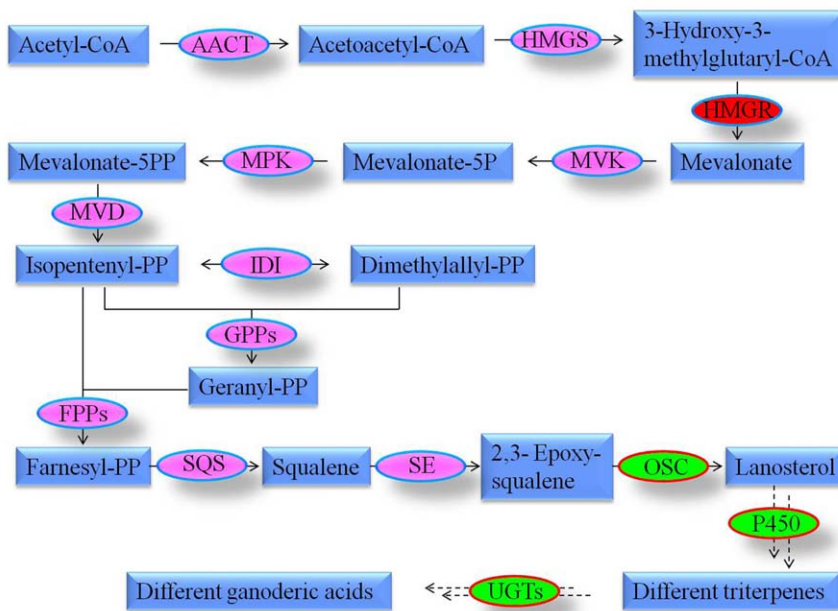 Acetyl-CoA AACT Acetoacetyl-CoA HMGS 3-Hydroxy-3-
methylglutaryl-CoA
HMGR
Mevalonate-5PP MPK Mevalonate-5P MVK Mevalonate
MVD
Isopentenyl-PP IDI Dimethylallyl-PP
GPPs
Geranyl-PP
FPPs
Farnesyl-PP SQS Squalene SE 2,3- Epoxy-
squalene OSC Lanosterol
P450
Different ganoderic acids UGTs Different triterpenes